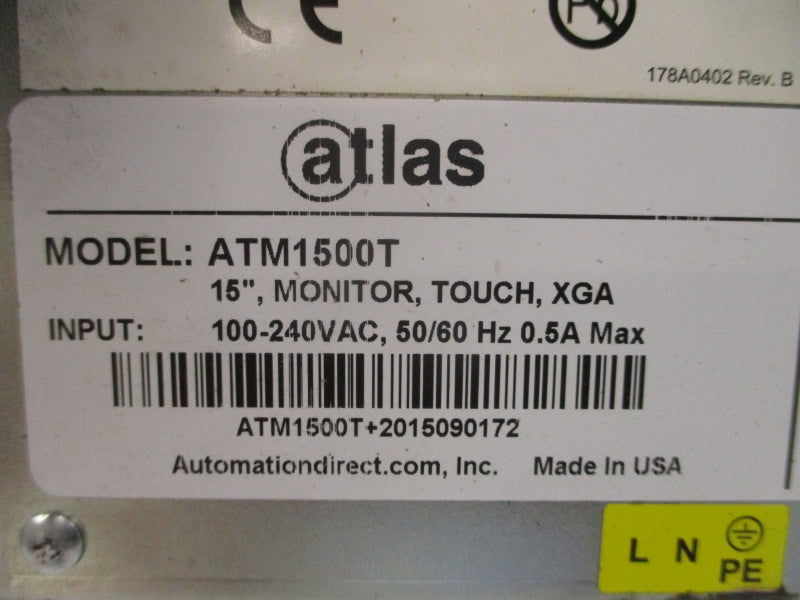 CE
Pb
178A0402 Rev. B
atlas
MODEL: ATM1500T
15", MONITOR, TOUCH, XGA
INPUT: 100-240VAC, 50/60 Hz 0.5A Max
ATM1500T+2015090172
Automationdirect.com, Inc. Made In USA
L N PE